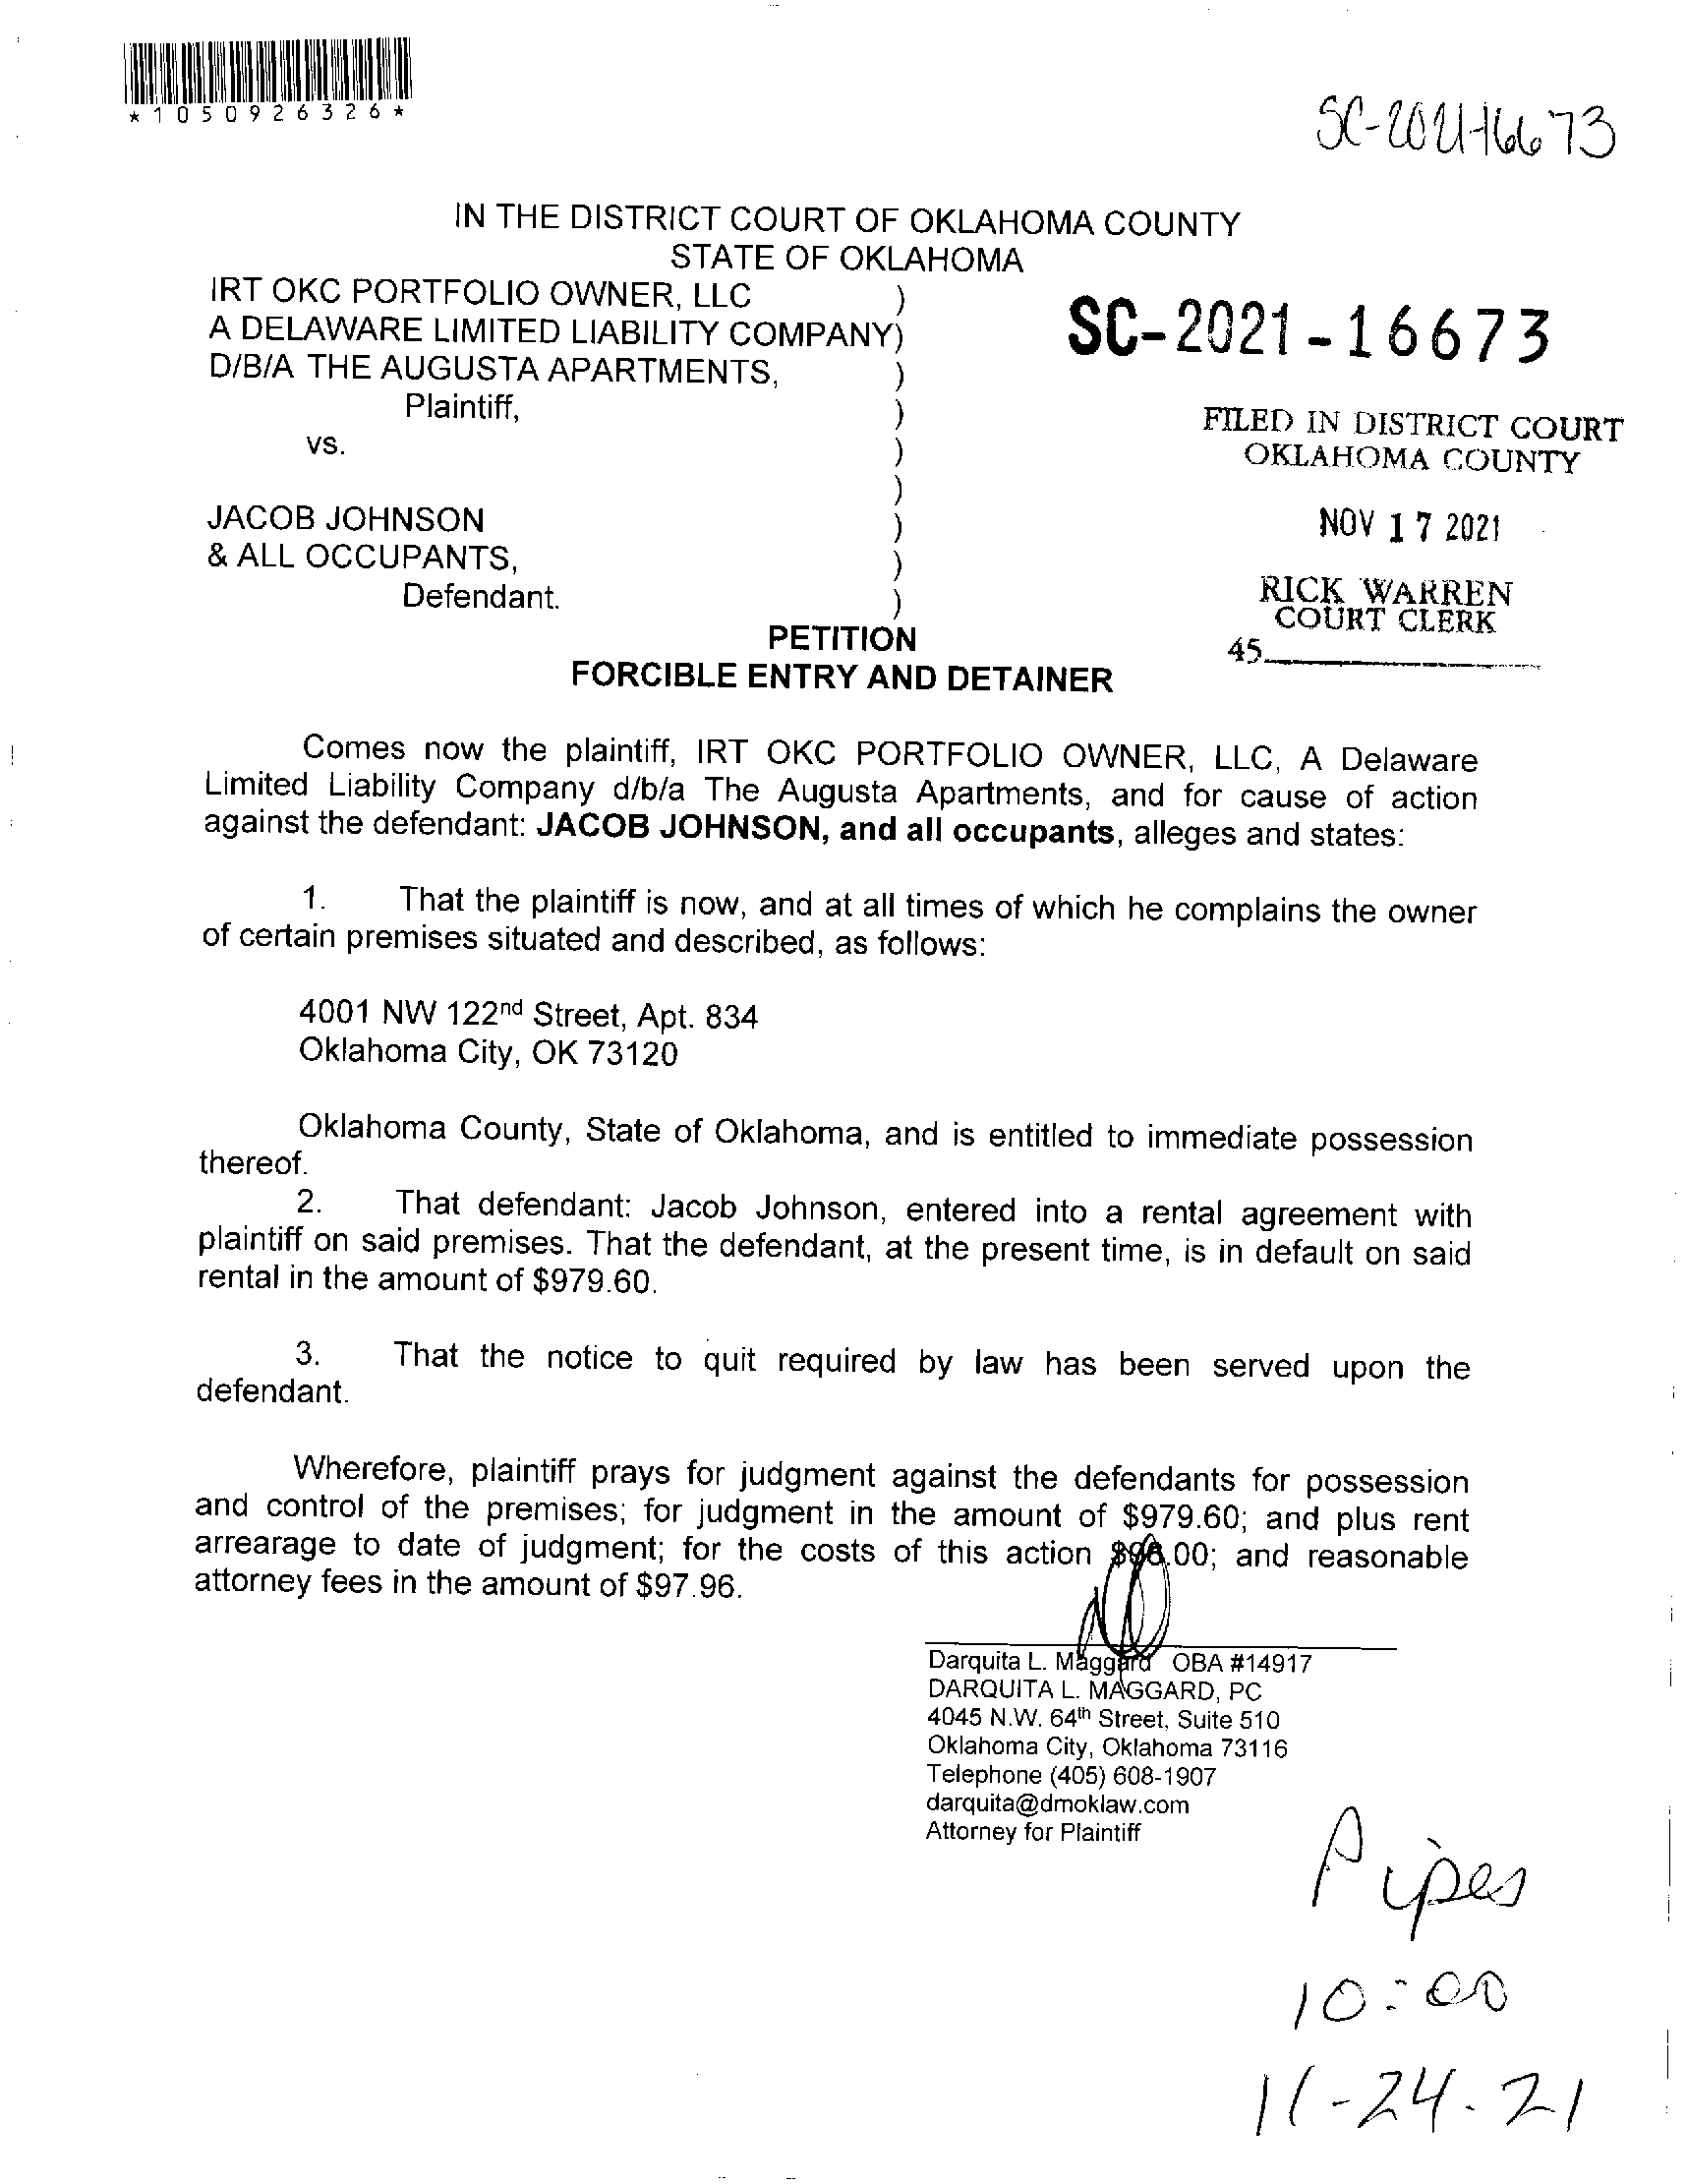 *1050926326*
SC-2021-16673
IN THE DISTRICT COURT OF OKLAHOMA COUNTY
STATE OF OKLAHOMA
IRT OKC PORTFOLIO OWNER, LLC )
A DELAWARE LIMITED LIABILITY COMPANY)
D/B/A THE AUGUSTA APARTMENTS, )
Plaintiff, )
vs. )
)
JACOB JOHNSON )
& ALL OCCUPANTS, )
Defendant. )
SC-2021-16673
FILED IN DISTRICT COURT
OKLAHOMA COUNTY
NOV 17 2021
RICK WARREN
COURT CLERK
45
PETITION
FORCIBLE ENTRY AND DETAINER
Comes now the plaintiff, IRT OKC PORTFOLIO OWNER, LLC, A Delaware
Limited Liability Company d/b/a The Augusta Apartments, and for cause of action
against the defendant: JACOB JOHNSON, and all occupants, alleges and states:
1. That the plaintiff is now, and at all times of which he complains the owner
of certain premises situated and described, as follows:
4001 NW 122nd Street, Apt. 834
Oklahoma City, OK 73120
Oklahoma County, State of Oklahoma, and is entitled to immediate possession
thereof.
2. That defendant: Jacob Johnson, entered into a rental agreement with
plaintiff on said premises. That the defendant, at the present time, is in default on said
rental in the amount of $979.60.
3. That the notice to quit required by law has been served upon the
defendant.
Wherefore, plaintiff prays for judgment against the defendants for possession
and control of the premises; for judgment in the amount of $979.60; and plus rent
arrearage to date of judgment; for the costs of this action ; and reasonable
attorney fees in the amount of $97.96.
Darquita L. Maggard OBA #14917
DARQUITA L. MAGGARD, PC
4045 N.W. 64th Street, Suite 510
Oklahoma City, Oklahoma 73116
Telephone (405) 608-1907
darquita@dmoklaw.com
Attorney for Plaintiff
Pipes
10:00
11-24-21